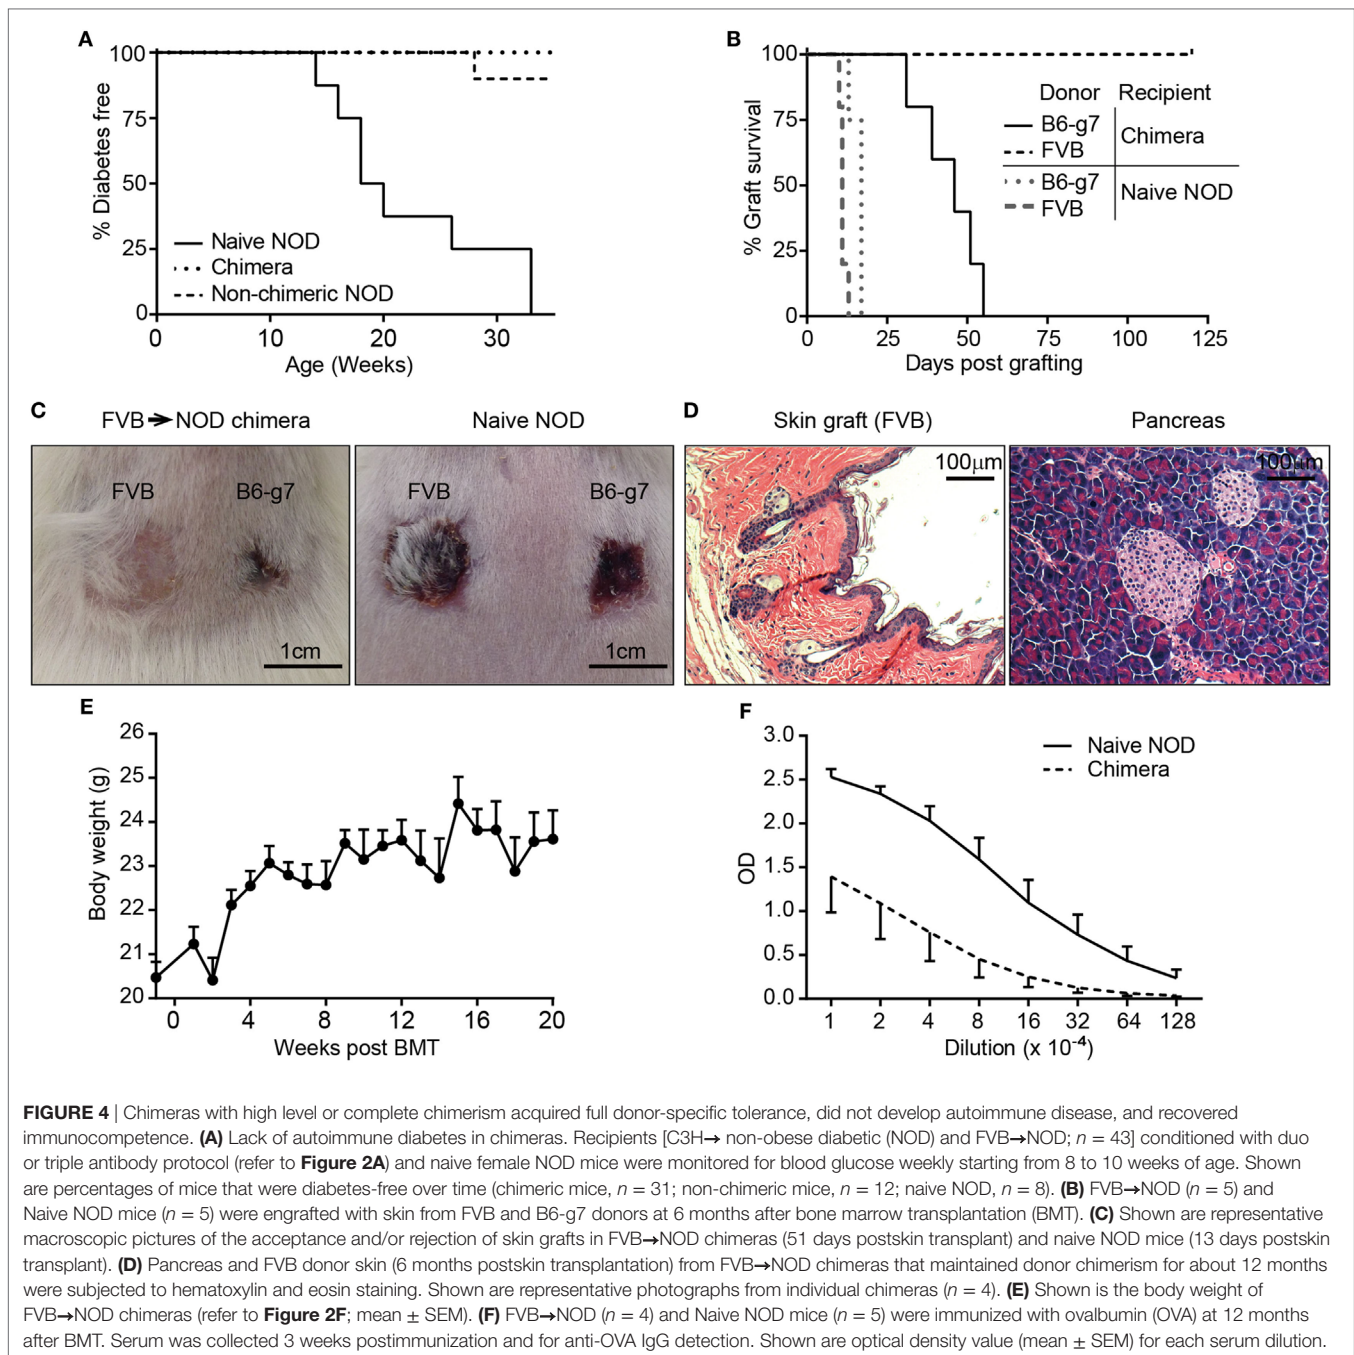 A
100
75
50
25
0
% Diabetes free
Naive NOD
Chimera
Non-chimeric NOD
0 10 20 30
Age (Weeks)
B
100
75
50
25
0
% Graft survival
Donor Recipient
B6-g7
FVB
Chimera
B6-g7
FVB
Naive NOD
0 25 50 75 100 125
Days post grafting
C
FVB➔NOD chimera
Naive NOD
FVB B6-g7
1cm
FVB B6-g7
1cm
D
Skin graft (FVB)
Pancreas
100μm
100μm
E
26
25
24
23
22
21
20
Body weight (g)
0 4 8 12 16 20
Weeks post BMT
F
3.0
2.5
2.0
1.5
1.0
0.5
0.0
OD
Naive NOD
Chimera
1 2 4 8 16 32 64 128
Dilution (x 10⁻⁴)
FIGURE 4 | Chimeras with high level or complete chimerism acquired full donor-specific tolerance, did not develop autoimmune disease, and recovered
immunocompetence. (A) Lack of autoimmune diabetes in chimeras. Recipients [C3H→ non-obese diabetic (NOD) and FVB→NOD; n = 43] conditioned with duo
or triple antibody protocol (refer to Figure 2A) and naive female NOD mice were monitored for blood glucose weekly starting from 8 to 10 weeks of age. Shown
are percentages of mice that were diabetes-free over time (chimeric mice, n = 31; non-chimeric mice, n = 12; naive NOD, n = 8). (B) FVB→NOD (n = 5) and
Naive NOD mice (n = 5) were engrafted with skin from FVB and B6-g7 donors at 6 months after bone marrow transplantation (BMT). (C) Shown are representative
macroscopic pictures of the acceptance and/or rejection of skin grafts in FVB→NOD chimeras (51 days postskin transplant) and naive NOD mice (13 days postskin
transplant). (D) Pancreas and FVB donor skin (6 months postskin transplantation) from FVB→NOD chimeras that maintained donor chimerism for about 12 months
were subjected to hematoxylin and eosin staining. Shown are representative photographs from individual chimeras (n = 4). (E) Shown is the body weight of
FVB→NOD chimeras (refer to Figure 2F; mean ± SEM). (F) FVB→NOD (n = 4) and Naive NOD mice (n = 5) were immunized with ovalbumin (OVA) at 12 months
after BMT. Serum was collected 3 weeks postimmunization and for anti-OVA IgG detection. Shown are optical density value (mean ± SEM) for each serum dilution.